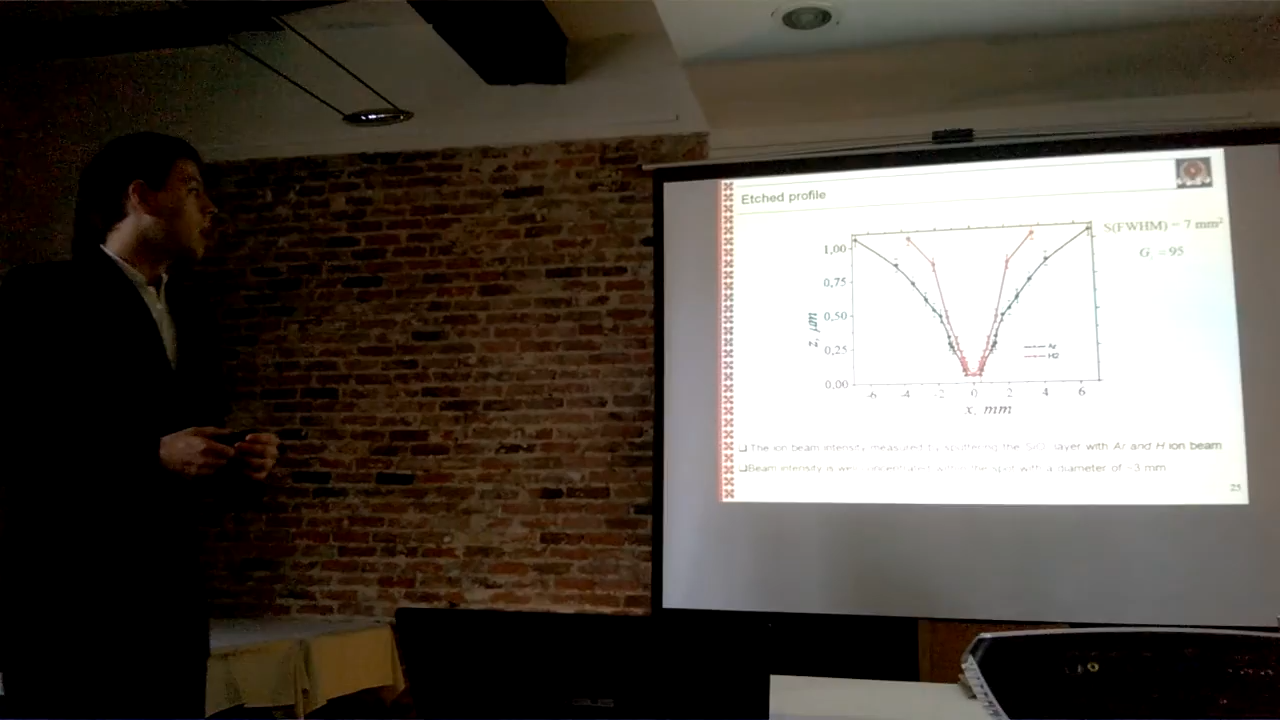 Etched profile
S(FWHM) = 7 mm²
G = 95
1,00
0,75
0,50
0,25
0,00
z, μm
-6 -4 -2 0 2 4 6
x, mm
Ar
H2
❑ The ion beam intensity measured by sputtering the layer with Ar and H ion beam
❑ Beam intensity is well concentrated within the spot with a diameter of ~3 mm
25